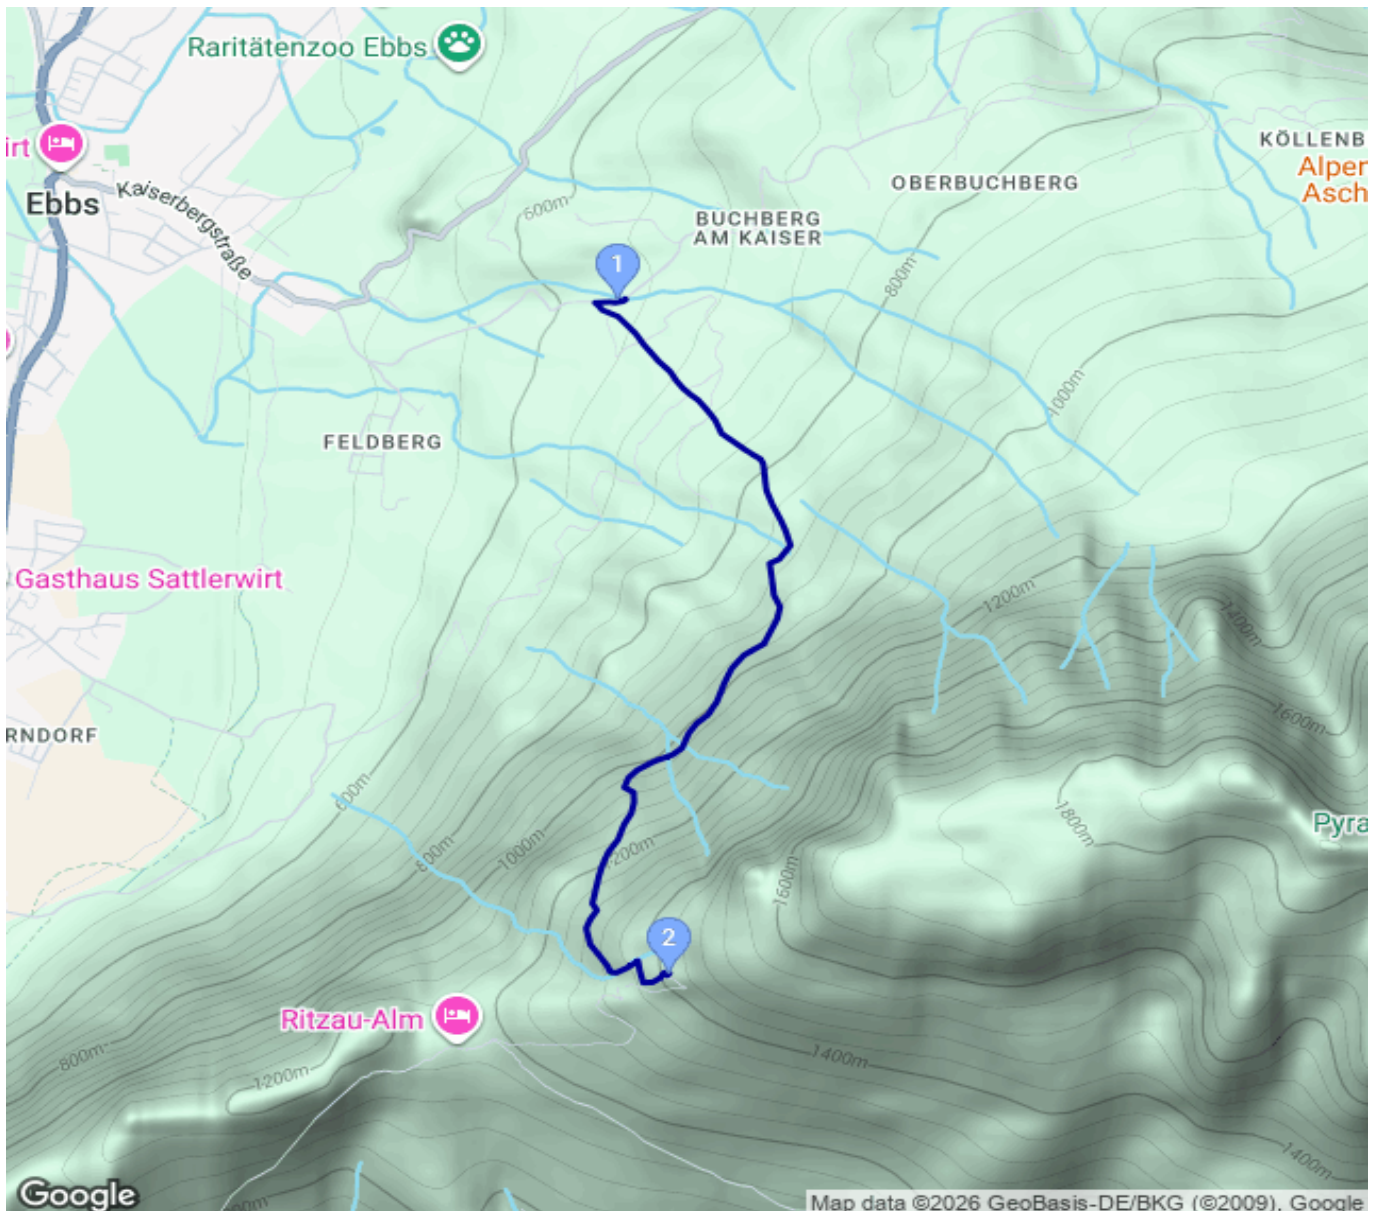 Raritätenzoo Ebbs
irt
Ebbs
Kaiserbergstraße
KÖLLENB
Alper
Asch
OBERBUCHBERG
BUCHBERG
AM KAISER
600m
1
800m
1000m
FELDBERG
Gasthaus Sattlerwirt
1200m
1400m
1600m
RNDORF
600m
800m
1000m
1200m
1600m
1800m
Pyra
2
Ritzau-Alm
800m
1200m
1400m
1400m
Google
Map data ©2026 GeoBasis-DE/BKG (©2009), Google